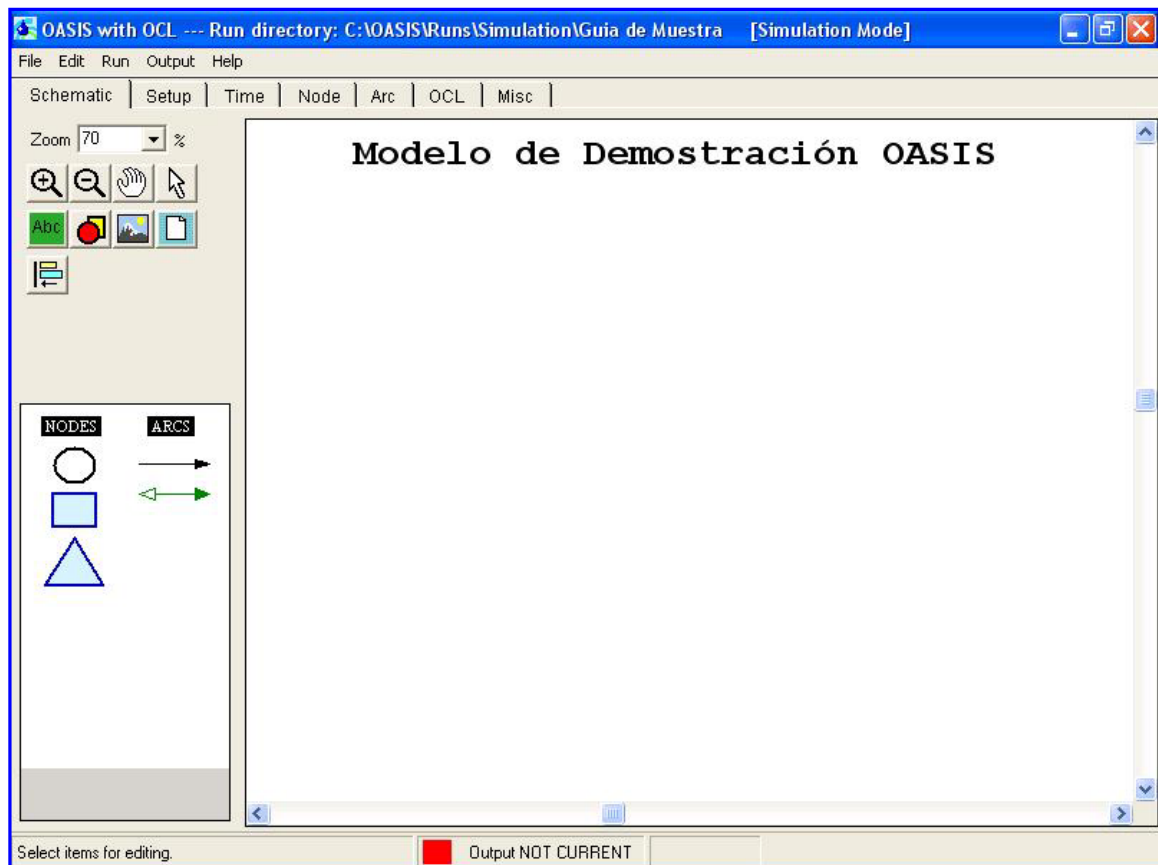 OASIS with OCL --- Run directory: C:\OASIS\Runs\Simulation\Guia de Muestra [Simulation Mode]
File Edit Run Output Help
Schematic Setup Time Node Arc OCL Misc
Zoom 70 %
Modelo de Demostración OASIS
Abc
NODES ARCS
Select items for editing. Output NOT CURRENT